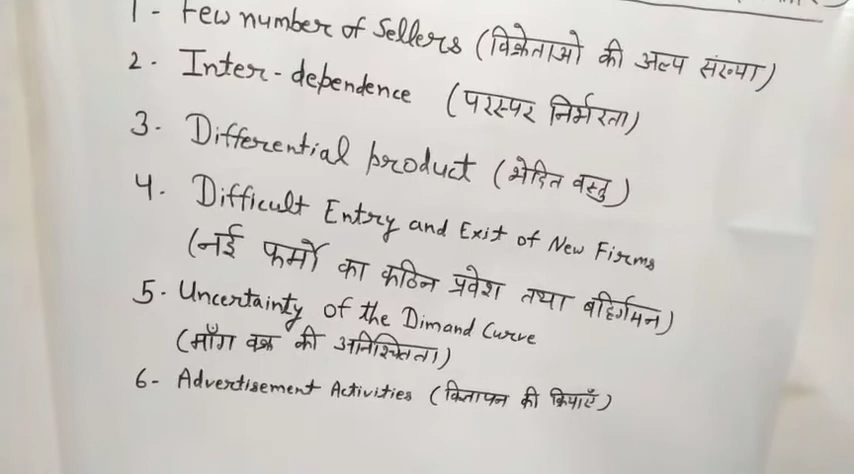 1 - Few number of Sellers (विक्रेताओ की अल्प संख्या)
2. Inter-dependence (परस्पर निर्भरता)
3. Differential product (भेदित वस्तु)
4. Difficult Entry and Exit of New Firms
(नई फर्मों का कठिन प्रवेश तथा बहिर्गमन)
5. Uncertainty of the Dimand Curve
(माँग वक्र की अनिश्चितता)
6- Advertisement Activities (विज्ञापन की क्रियाएँ)